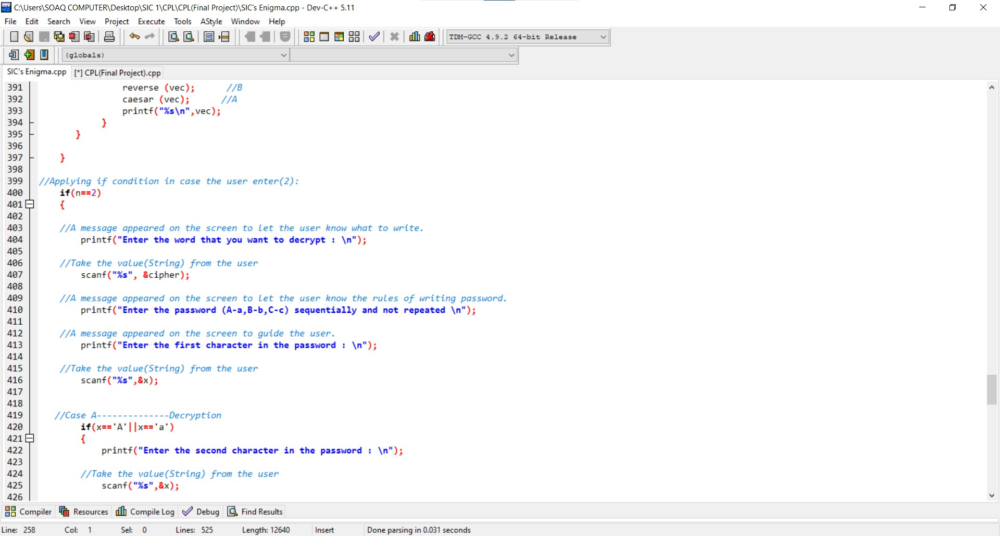 C:\Users\SOAQ COMPUTER\Desktop\SIC 1\CPL\CPL(Final Project)\SIC's Enigma.cpp - Dev-C++ 5.11
File Edit Search View Project Execute Tools AStyle Window Help
TDM-GCC 4.9.2 64-bit Release
(globals)
SIC's Enigma.cpp [*] CPL(Final Project).cpp
391 reverse (vec); //B
392 caesar (vec); //A
393 printf("%s\n",vec);
394 }
395 }
396
397 }
398
399 //Applying if condition in case the user enter(2):
400 if(n==2)
401 {
402
403 //A message appeared on the screen to let the user know what to write.
404 printf("Enter the word that you want to decrypt : \n");
405
406 //Take the value(String) from the user
407 scanf("%s", &cipher);
408
409 //A message appeared on the screen to let the user know the rules of writing password.
410 printf("Enter the password (A-a,B-b,C-c) sequentially and not repeated \n");
411
412 //A message appeared on the screen to guide the user.
413 printf("Enter the first character in the password : \n");
414
415 //Take the value(String) from the user
416 scanf("%s",&x);
417
418
419 //Case A--------------Decryption
420 if(x=='A'||x=='a')
421 {
422 printf("Enter the second character in the password : \n");
423
424 //Take the value(String) from the user
425 scanf("%s",&x);
426
Compiler Resources Compile Log Debug Find Results
Line: 258 Col: 1 Sel: 0 Lines: 525 Length: 12640 Insert Done parsing in 0.031 seconds